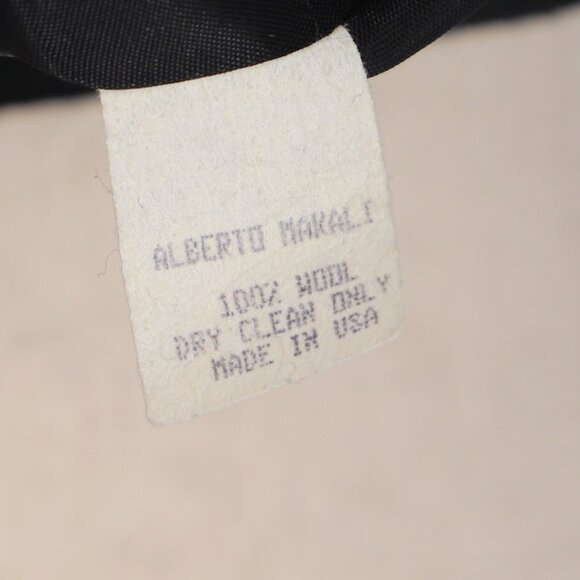 ALBERTO MAKALI
100% WOOL
DRY CLEAN ONLY
MADE IN USA